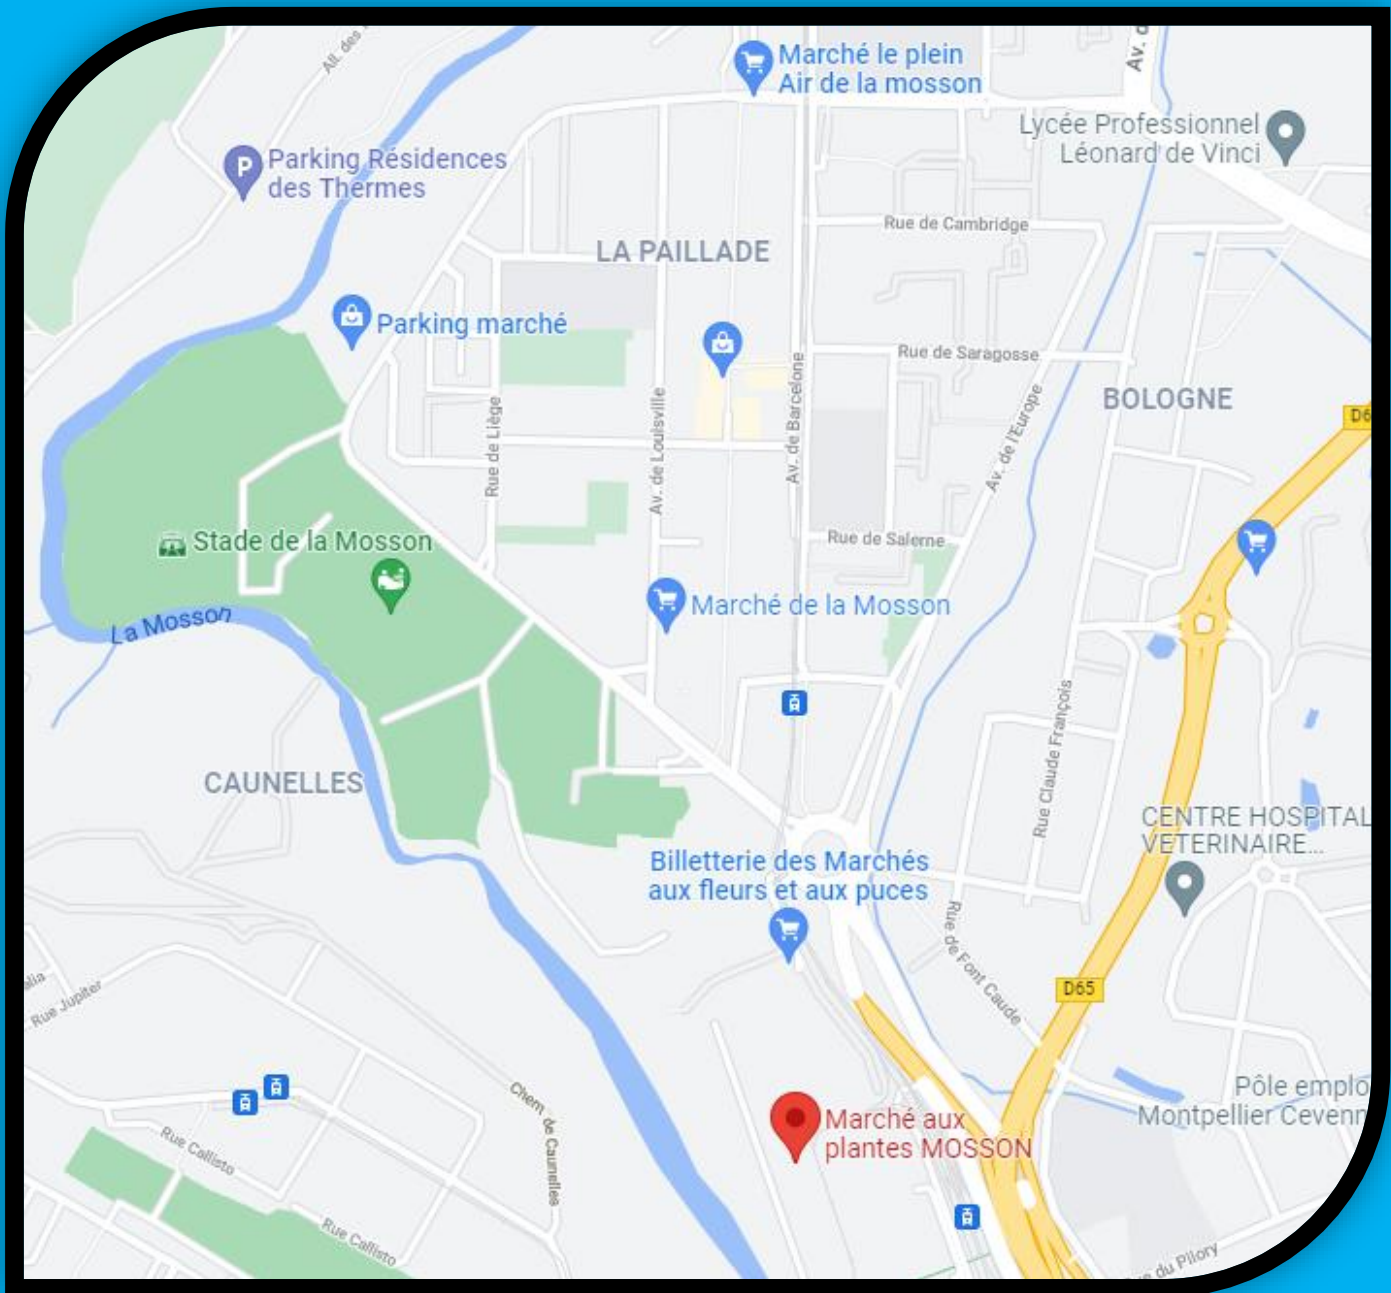 All. des
Marché le plein
Air de la mosson
Av. d
Lycée Professionnel
Léonard de Vinci
P
Parking Résidences
des Thermes
Rue de Cambridge
LA PAILLADE
Parking marché
Rue de Saragosse
BOLOGNE
D6
Rue de Liège
Av. de Louisville
Av. de Barcelone
Av. de l'Europe
Stade de la Mosson
Rue de Salerne
Marché de la Mosson
La Mosson
Rue Claude François
CAUNELLES
CENTRE HOSPITAL
VETERINAIRE...
Billetterie des Marchés
aux fleurs et aux puces
Rue de Font Caude
D65
alia
Rue Jupiter
Chem. de Caunelles
Pôle emplo
Montpellier Cevenn
Marché aux
plantes MOSSON
Rue Callisto
Rue Callisto
e du Pilory